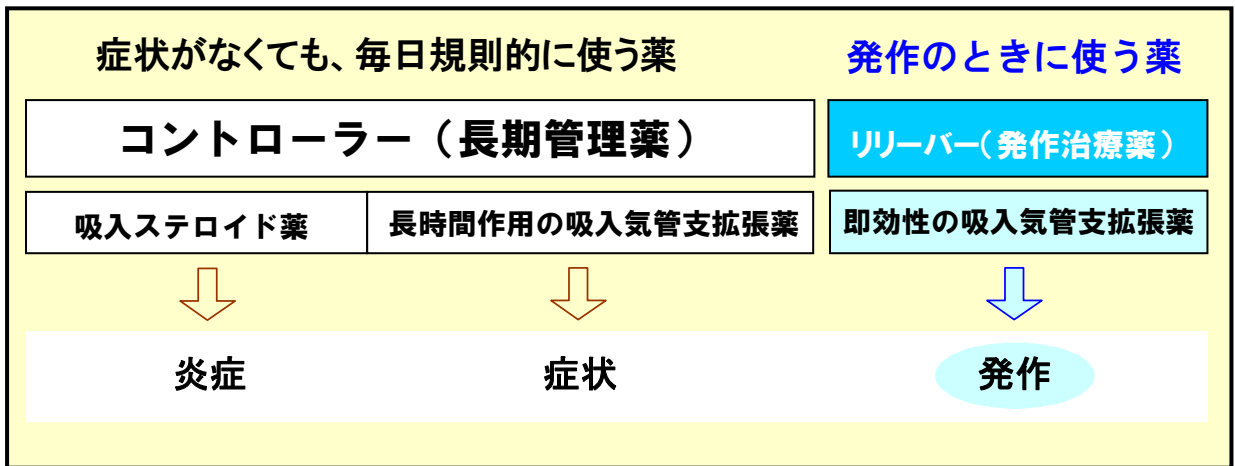 症状がなくても、毎日規則的に使う薬
発作のときに使う薬
コントローラー（長期管理薬）
リリーバー（発作治療薬）
吸入ステロイド薬
長時間作用の吸入気管支拡張薬
即効性の吸入気管支拡張薬
炎症
症状
発作